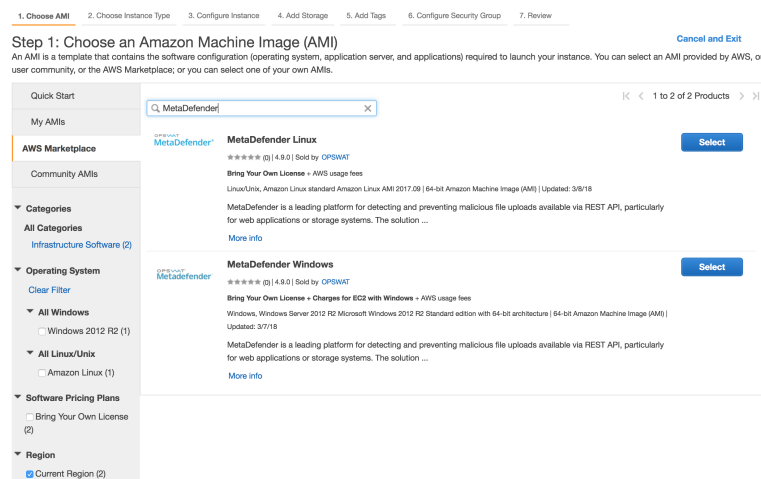 1. Choose AMI
2. Choose Instance Type
3. Configure Instance
4. Add Storage
5. Add Tags
6. Configure Security Group
7. Review
Step 1: Choose an Amazon Machine Image (AMI)
Cancel and Exit
An AMI is a template that contains the software configuration (operating system, application server, and applications) required to launch your instance. You can select an AMI provided by AWS,
user community, or the AWS Marketplace; or you can select one of your own AMIs.
Quick Start
My AMIs
AWS Marketplace
Community AMIs
Categories
All Categories
Infrastructure Software (2)
Operating System
Clear Filter
All Windows
Windows 2012 R2 (1)
All Linux/Unix
Amazon Linux (1)
Software Pricing Plans
Bring Your Own License
(2)
Region
Current Region (2)
MetaDefender
1 to 2 of 2 Products
OPSWAT
MetaDefender
MetaDefender Linux
(0) | 4.9.0 | Sold by OPSWAT
Bring Your Own License + AWS usage fees
Linux/Unix, Amazon Linux standard Amazon Linux AMI 2017.09 | 64-bit Amazon Machine Image (AMI) | Updated: 3/8/18
MetaDefender is a leading platform for detecting and preventing malicious file uploads available via REST API, particularly
for web applications or storage systems. The solution ...
More info
Select
OPSWAT
Metadefender
MetaDefender Windows
(0) | 4.9.0 | Sold by OPSWAT
Bring Your Own License + Charges for EC2 with Windows + AWS usage fees
Windows, Windows Server 2012 R2 Microsoft Windows 2012 R2 Standard edition with 64-bit architecture | 64-bit Amazon Machine Image (AMI) |
Updated: 3/7/18
MetaDefender is a leading platform for detecting and preventing malicious file uploads available via REST API, particularly
for web applications or storage systems. The solution ...
More info
Select